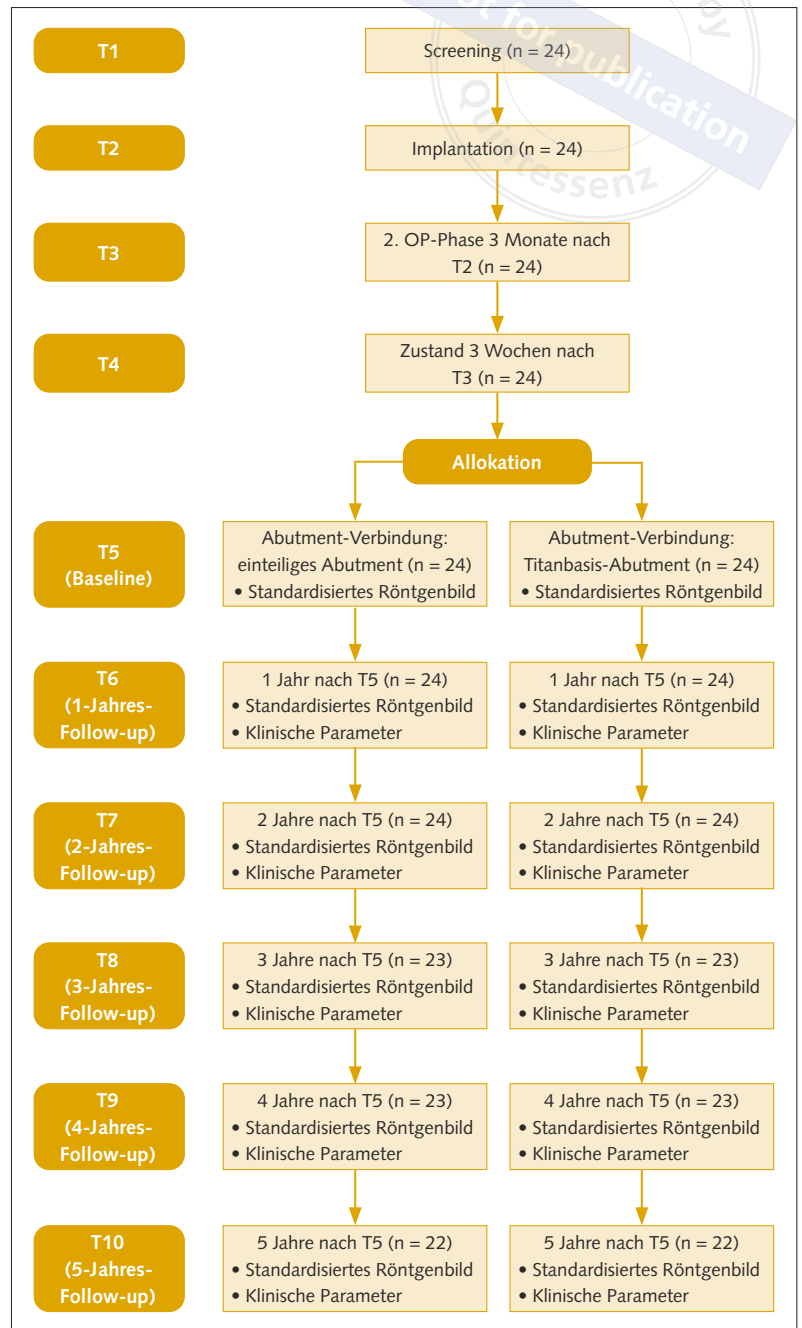 T1
Screening (n = 24)
T2
Implantation (n = 24)
T3
2. OP-Phase 3 Monate nach
T2 (n = 24)
T4
Zustand 3 Wochen nach
T3 (n = 24)
Allokation
T5
(Baseline)
Abutment-Verbindung:
einteiliges Abutment (n = 24)
• Standardisiertes Röntgenbild
Abutment-Verbindung:
Titanbasis-Abutment (n = 24)
• Standardisiertes Röntgenbild
T6
(1-Jahres-
Follow-up)
1 Jahr nach T5 (n = 24)
• Standardisiertes Röntgenbild
• Klinische Parameter
1 Jahr nach T5 (n = 24)
• Standardisiertes Röntgenbild
• Klinische Parameter
T7
(2-Jahres-
Follow-up)
2 Jahre nach T5 (n = 24)
• Standardisiertes Röntgenbild
• Klinische Parameter
2 Jahre nach T5 (n = 24)
• Standardisiertes Röntgenbild
• Klinische Parameter
T8
(3-Jahres-
Follow-up)
3 Jahre nach T5 (n = 23)
• Standardisiertes Röntgenbild
• Klinische Parameter
3 Jahre nach T5 (n = 23)
• Standardisiertes Röntgenbild
• Klinische Parameter
T9
(4-Jahres-
Follow-up)
4 Jahre nach T5 (n = 23)
• Standardisiertes Röntgenbild
• Klinische Parameter
4 Jahre nach T5 (n = 23)
• Standardisiertes Röntgenbild
• Klinische Parameter
T10
(5-Jahres-
Follow-up)
5 Jahre nach T5 (n = 22)
• Standardisiertes Röntgenbild
• Klinische Parameter
5 Jahre nach T5 (n = 22)
• Standardisiertes Röntgenbild
• Klinische Parameter
for publication
by
Quintessenz